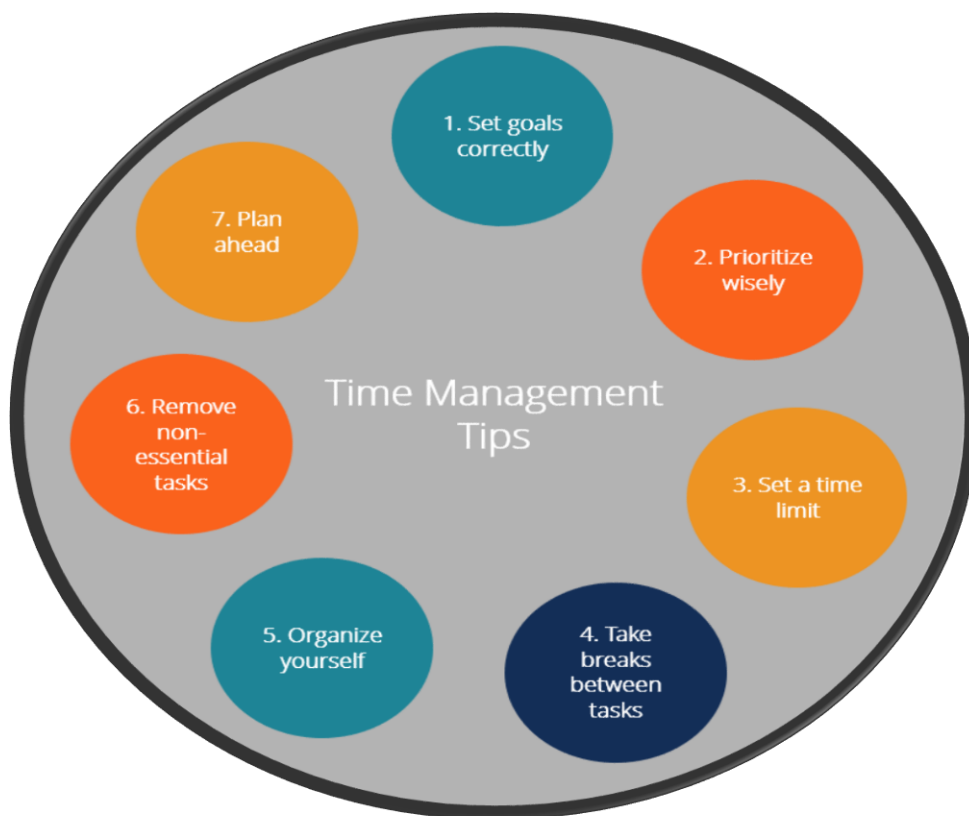 1. Set goals
correctly
2. Prioritize
wisely
3. Set a time
limit
4. Take
breaks
between
tasks
5. Organize
yourself
6. Remove
non-
essential
tasks
7. Plan
ahead
Time Management
Tips